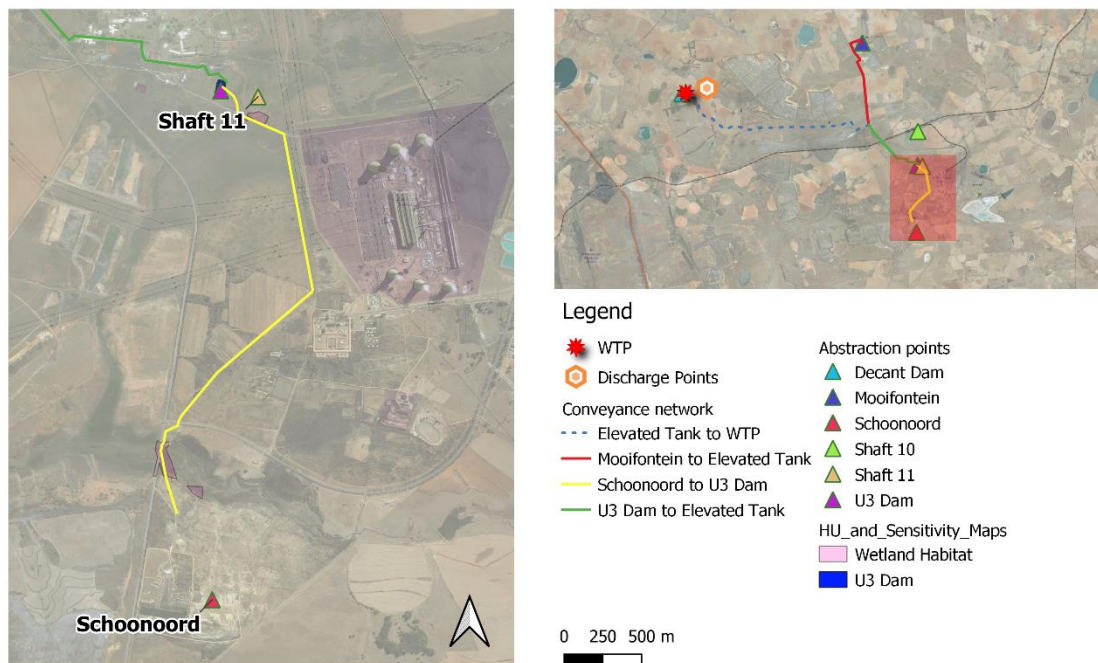 Shaft 11
Schoonoord
Legend
WTP
Discharge Points
Conveyance network
Elevated Tank to WTP
Mooifontein to Elevated Tank
Schoonoord to U3 Dam
U3 Dam to Elevated Tank
Abstraction points
Decant Dam
Mooifontein
Schoonoord
Shaft 10
Shaft 11
U3 Dam
HU_and_Sensitivity_Maps
Wetland Habitat
U3 Dam
0 250 500 m